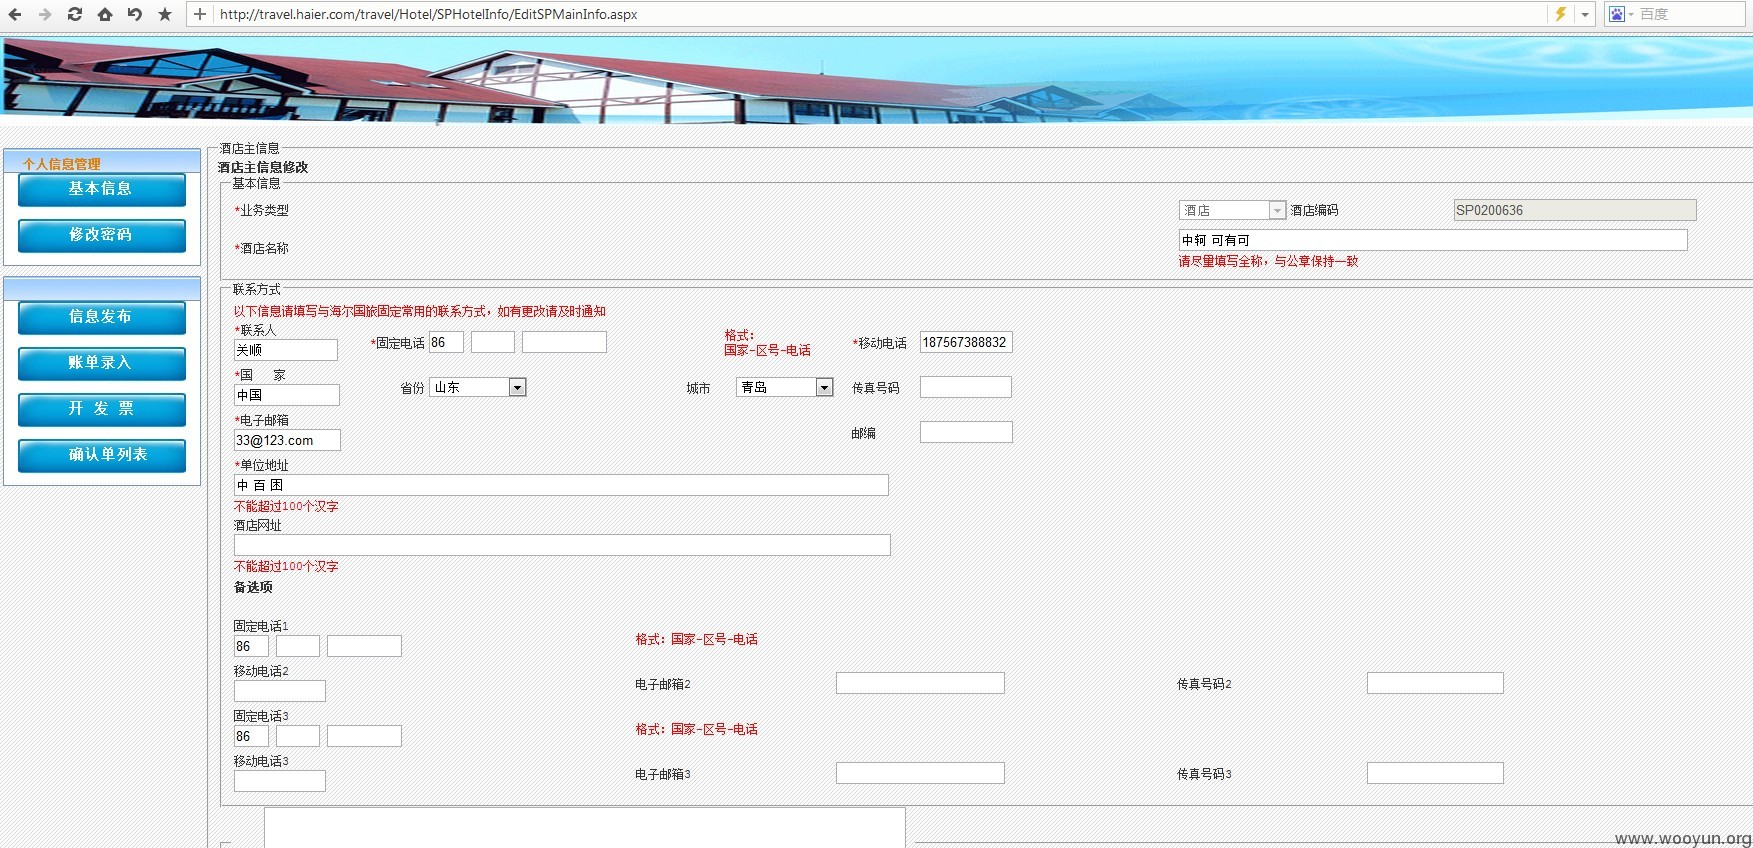 http://travel.haier.com/travel/Hotel/SPHotelInfo/EditSPMainInfo.aspx
百度
个人信息管理
基本信息
修改密码
信息发布
账单录入
开 发 票
确认单列表
酒店主信息
酒店主信息修改
基本信息
*业务类型 酒店 酒店编码 SP0200636
*酒店名称 中轲 可有可
请尽量填写全称，与公章保持一致
联系方式
以下信息请填写与海尔国旅固定常用的联系方式，如有更改请及时通知
*联系人
关顺 *固定电话 86 格式：
国家-区号-电话 *移动电话 187567388832
*国 家
中国 省份 山东 城市 青岛 传真号码
*电子邮箱
33@123.com 邮编
*单位地址
中 百 困
不能超过100个汉字
酒店网址
不能超过100个汉字
备选项
固定电话1
86 格式：国家-区号-电话
移动电话2
电子邮箱2 传真号码2
固定电话3
86 格式：国家-区号-电话
移动电话3
电子邮箱3 传真号码3
www.wooyun.org